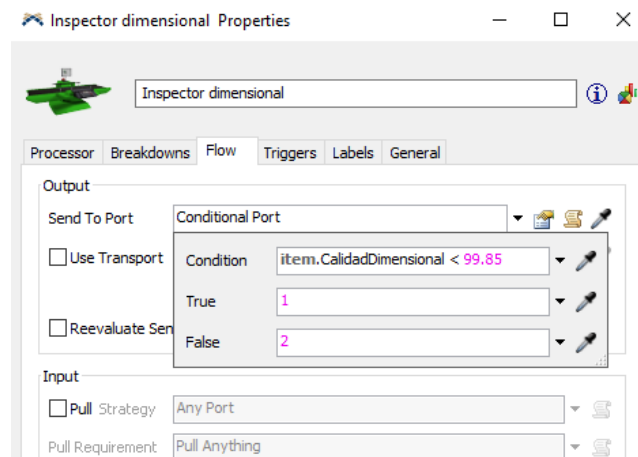 Inspector dimensional Properties
Inspector dimensional
Processor Breakdowns Flow Triggers Labels General
Output
Send To Port Conditional Port
Use Transport
Condition item.CalidadDimensional < 99.85
True 1
Reevaluate Sen
False 2
Input
Pull Strategy Any Port
Pull Requirement Pull Anything